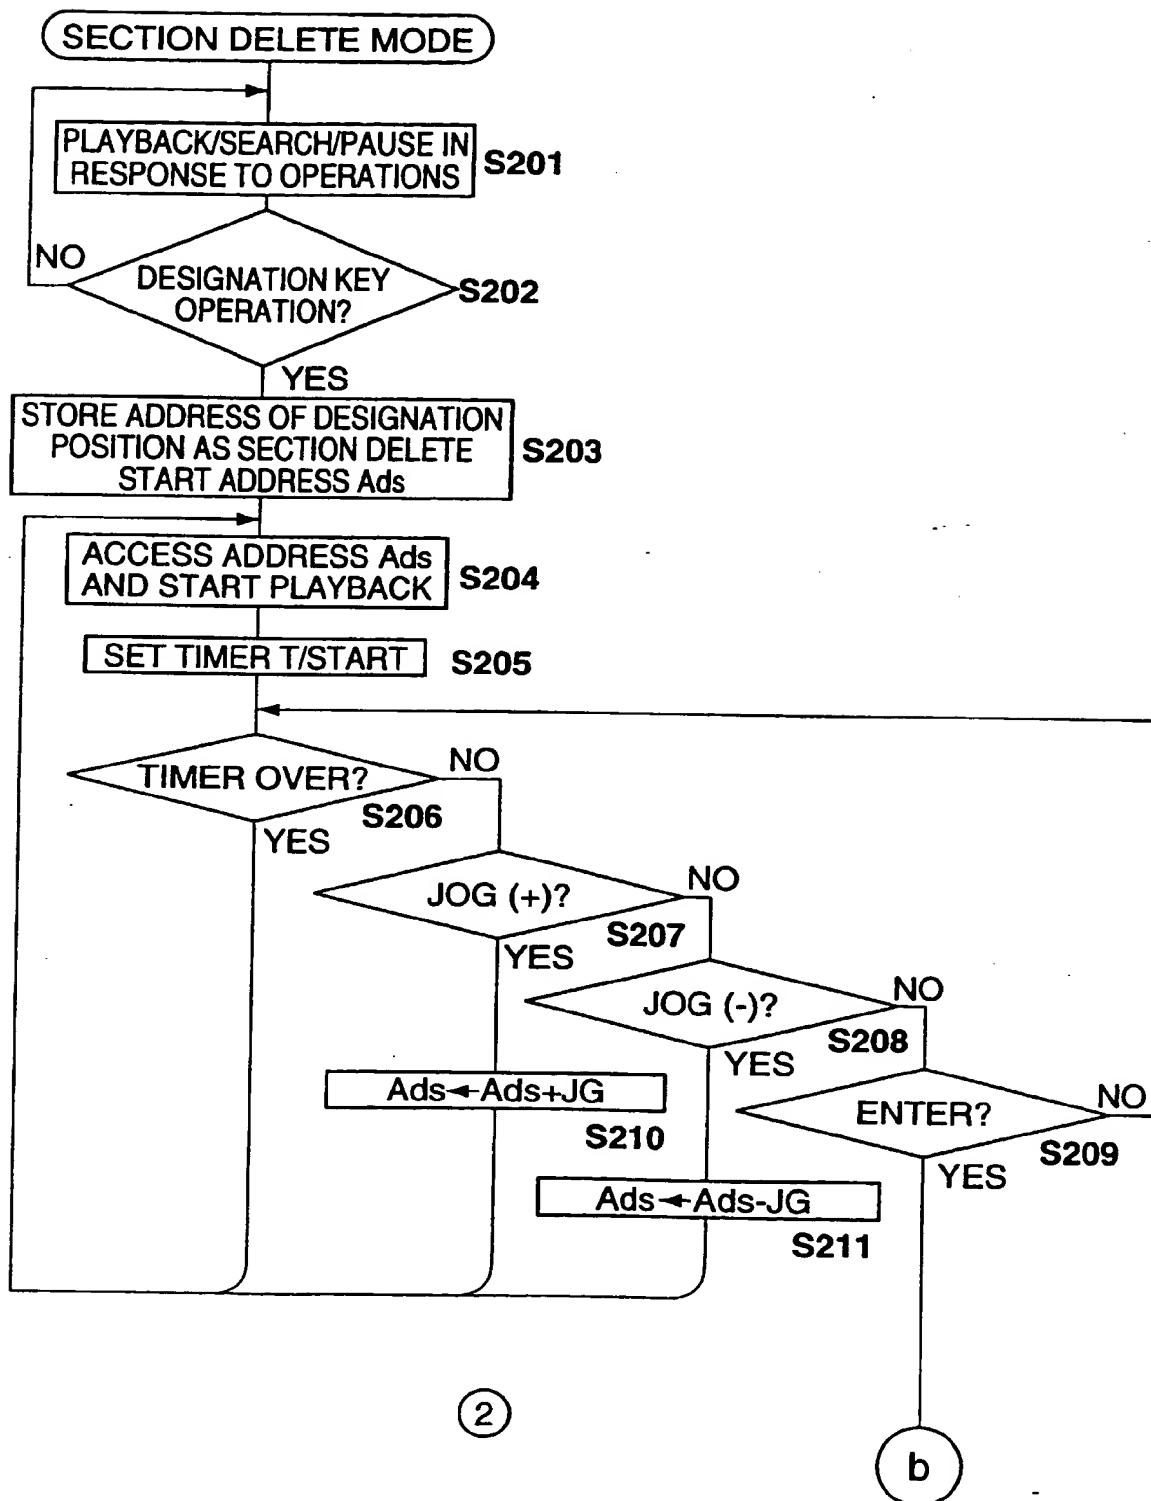 SECTION DELETE MODE
PLAYBACK/SEARCH/PAUSE IN
RESPONSE TO OPERATIONS
S201
NO
DESIGNATION KEY
OPERATION?
S202
YES
STORE ADDRESS OF DESIGNATION
POSITION AS SECTION DELETE
START ADDRESS Ads
S203
ACCESS ADDRESS Ads
AND START PLAYBACK
S204
SET TIMER T/START
S205
TIMER OVER?
NO
S206
YES
JOG (+)?
NO
S207
YES
JOG (-)?
NO
S208
YES
Ads←Ads+JG
S210
ENTER?
NO
S209
YES
Ads←Ads-JG
S211
2
b